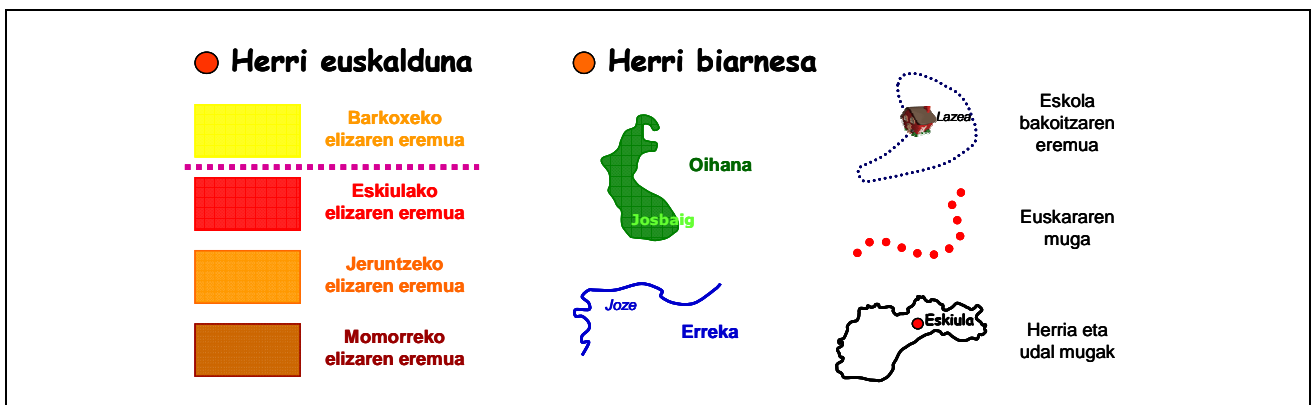 Herri euskalduna
Barkoxeko
elizaren eremua
Eskiulako
elizaren eremua
Jeruntzeko
elizaren eremua
Momorreko
elizaren eremua
Herri biarnesa
Oihana
Josbaig
Joze
Erreka
Lazea
Eskola
bakoitzaren
eremua
Euskararen
muga
Eskiula
Herria eta
udal mugak